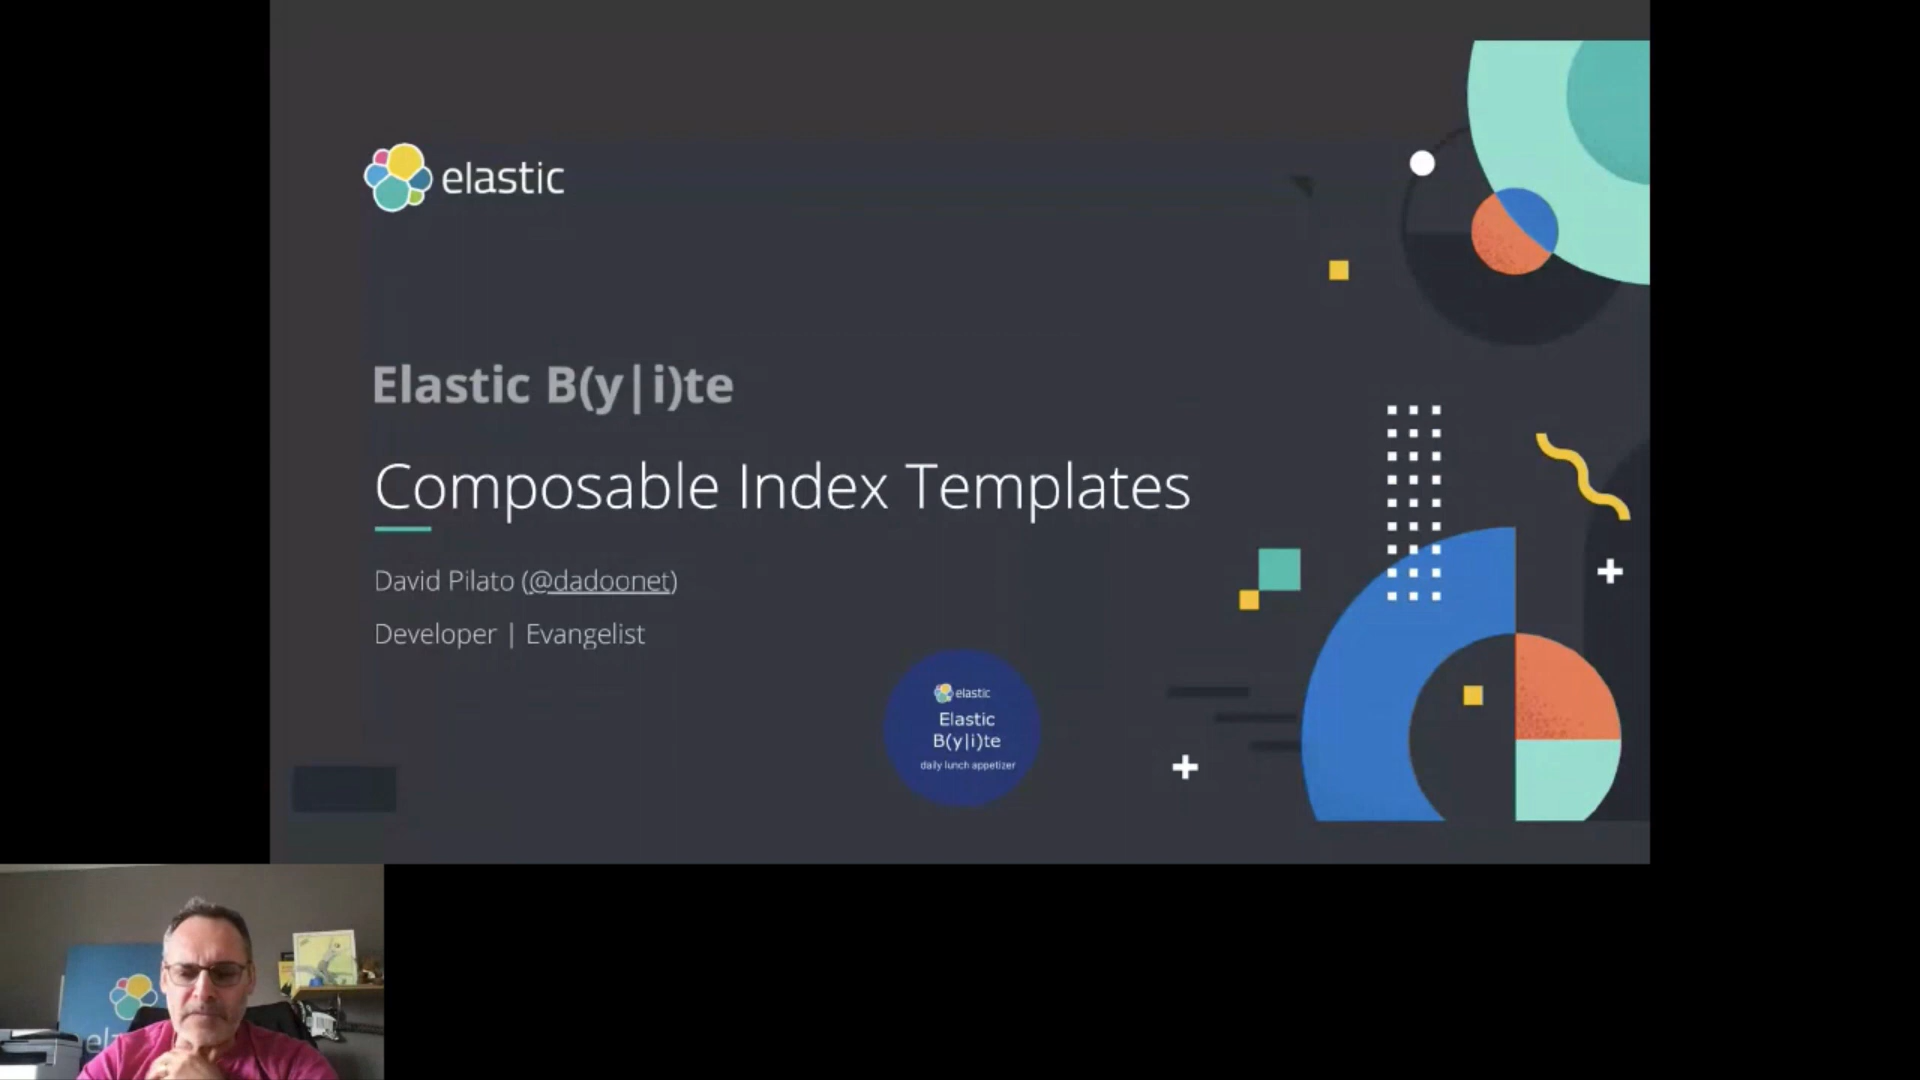 elastic
Elastic B(y|i)te
Composable Index Templates
David Pilato (@dadoonet)
Developer | Evangelist
elastic
Elastic
B(y|i)te
daily lunch appetizer